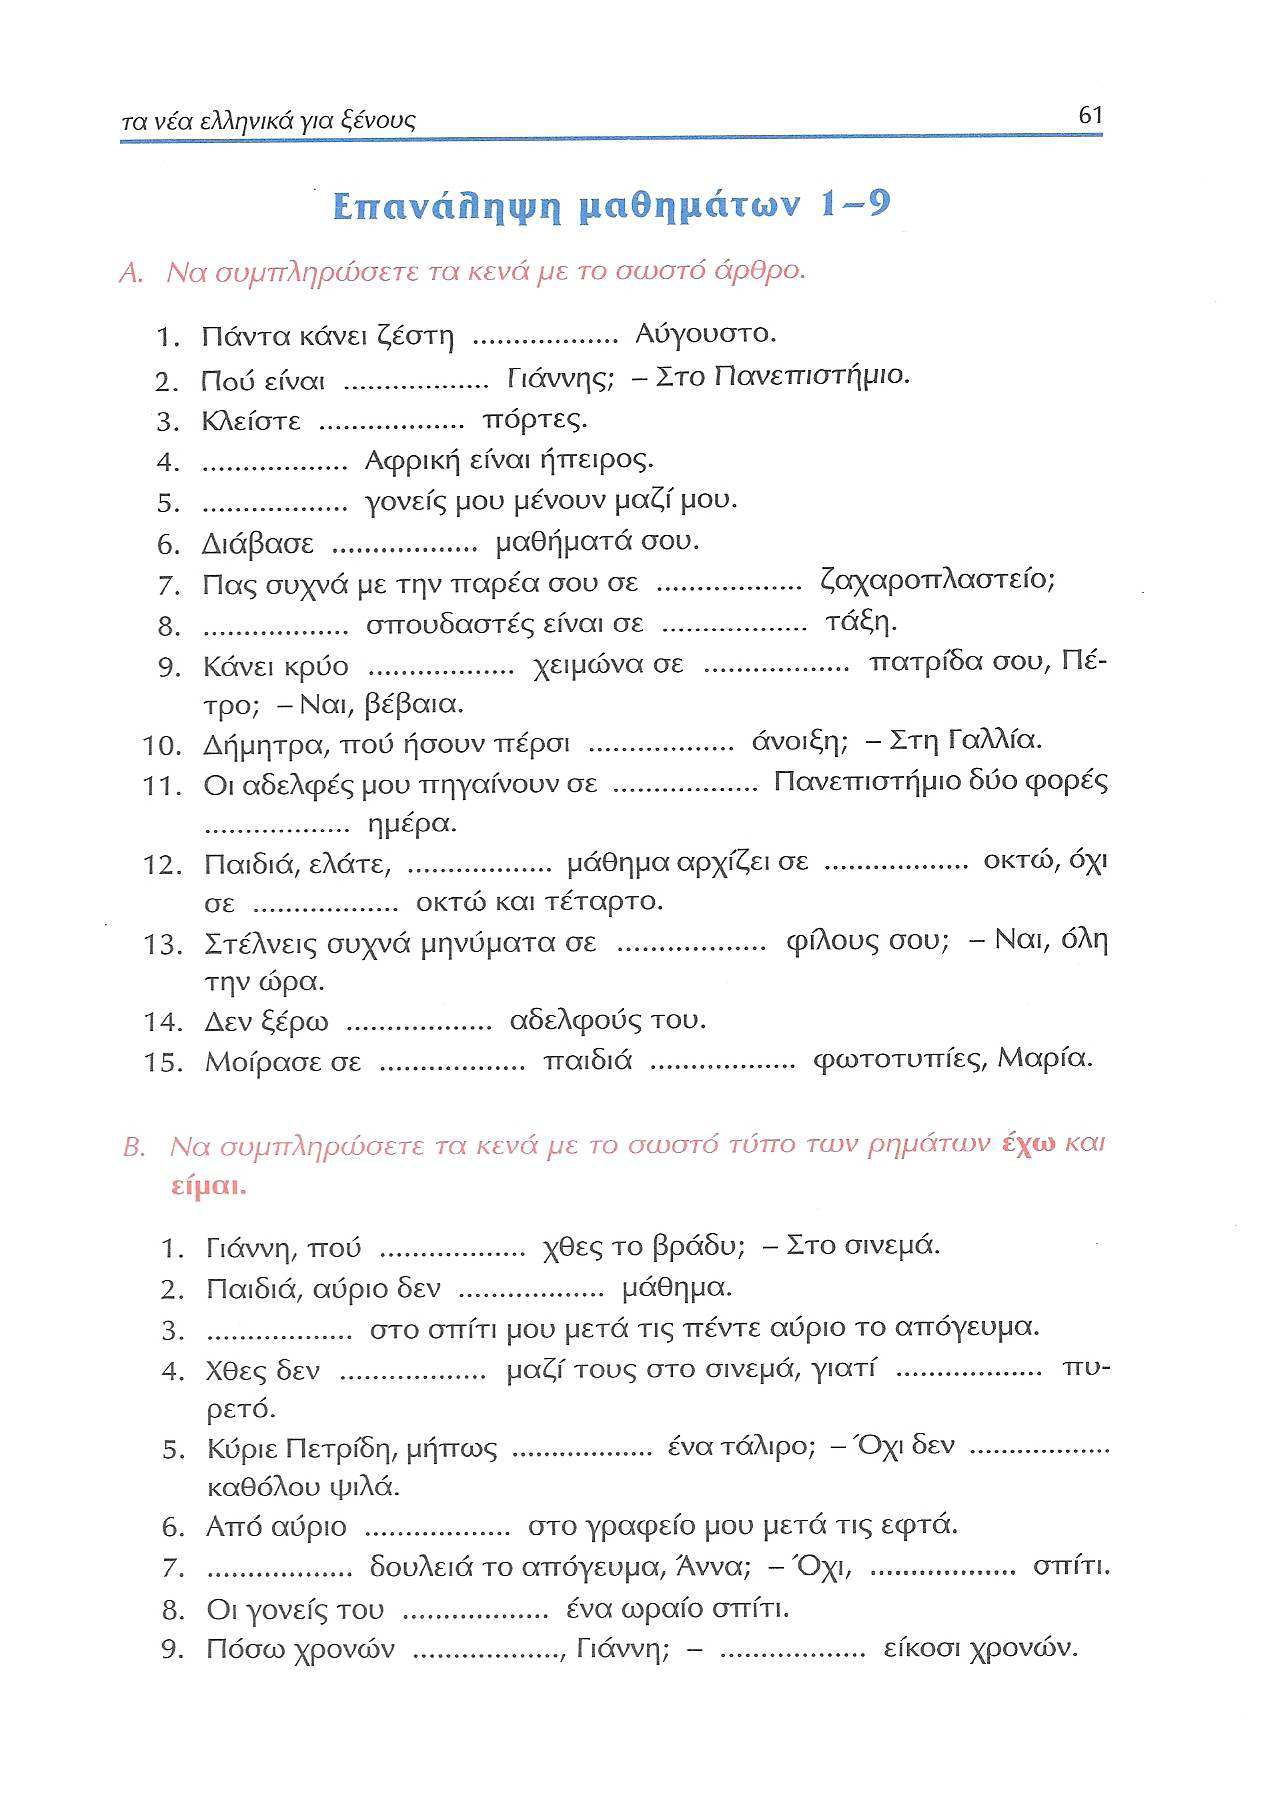 τα νέα ελληνικά για ξένους 61
Επανάληψη μαθημάτων 1–9
Α. Να συμπληρώσετε τα κενά με το σωστό άρθρο.
1. Πάντα κάνει ζέστη .................. Αύγουστο.
2. Πού είναι .................. Γιάννης; – Στο Πανεπιστήμιο.
3. Κλείστε .................. πόρτες.
4. .................. Αφρική είναι ήπειρος.
5. .................. γονείς μου μένουν μαζί μου.
6. Διάβασε .................. μαθήματά σου.
7. Πας συχνά με την παρέα σου σε .................. ζαχαροπλαστείο;
8. .................. σπουδαστές είναι σε .................. τάξη.
9. Κάνει κρύο .................. χειμώνα σε .................. πατρίδα σου, Πέ-
τρο; – Ναι, βέβαια.
10. Δήμητρα, πού ήσουν πέρσι .................. άνοιξη; – Στη Γαλλία.
11. Οι αδελφές μου πηγαίνουν σε .................. Πανεπιστήμιο δύο φορές
.................. ημέρα.
12. Παιδιά, ελάτε, .................. μάθημα αρχίζει σε .................. οκτώ, όχι
σε .................. οκτώ και τέταρτο.
13. Στέλνεις συχνά μηνύματα σε .................. φίλους σου; – Ναι, όλη
την ώρα.
14. Δεν ξέρω .................. αδελφούς του.
15. Μοίρασε σε .................. παιδιά .................. φωτοτυπίες, Μαρία.
Β. Να συμπληρώσετε τα κενά με το σωστό τύπο των ρημάτων έχω και
είμαι.
1. Γιάννη, πού .................. χθες το βράδυ; – Στο σινεμά.
2. Παιδιά, αύριο δεν .................. μάθημα.
3. .................. στο σπίτι μου μετά τις πέντε αύριο το απόγευμα.
4. Χθες δεν .................. μαζί τους στο σινεμά, γιατί .................. πυ-
ρετό.
5. Κύριε Πετρίδη, μήπως .................. ένα τάλιρο; – Όχι δεν ..................
καθόλου ψιλά.
6. Από αύριο .................. στο γραφείο μου μετά τις εφτά.
7. .................. δουλειά το απόγευμα, Άννα; – Όχι, .................. σπίτι.
8. Οι γονείς του .................. ένα ωραίο σπίτι.
9. Πόσω χρονών .................., Γιάννη; – .................. είκοσι χρονών.